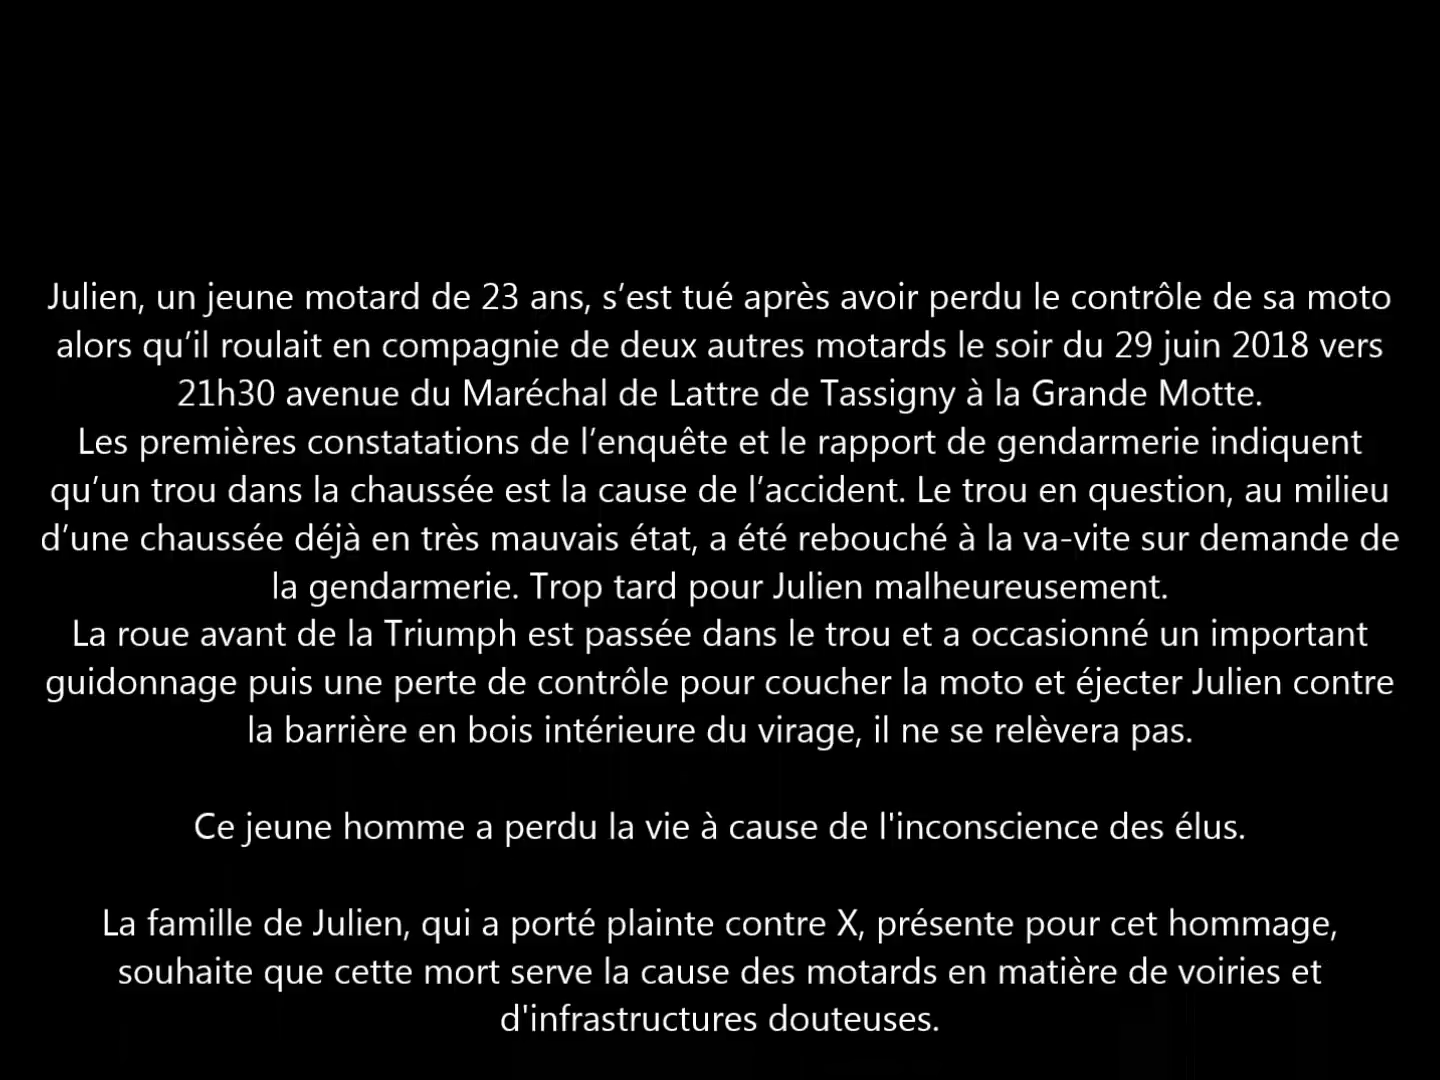 Julien, un jeune motard de 23 ans, s’est tué après avoir perdu le contrôle de sa moto
alors qu’il roulait en compagnie de deux autres motards le soir du 29 juin 2018 vers
21h30 avenue du Maréchal de Lattre de Tassigny à la Grande Motte.
Les premières constatations de l’enquête et le rapport de gendarmerie indiquent
qu’un trou dans la chaussée est la cause de l’accident. Le trou en question, au milieu
d’une chaussée déjà en très mauvais état, a été rebouché à la va-vite sur demande de
la gendarmerie. Trop tard pour Julien malheureusement.
La roue avant de la Triumph est passée dans le trou et a occasionné un important
guidonnage puis une perte de contrôle pour coucher la moto et éjecter Julien contre
la barrière en bois intérieure du virage, il ne se relèvera pas.
Ce jeune homme a perdu la vie à cause de l'inconscience des élus.
La famille de Julien, qui a porté plainte contre X, présente pour cet hommage,
souhaite que cette mort serve la cause des motards en matière de voiries et
d'infrastructures douteuses.